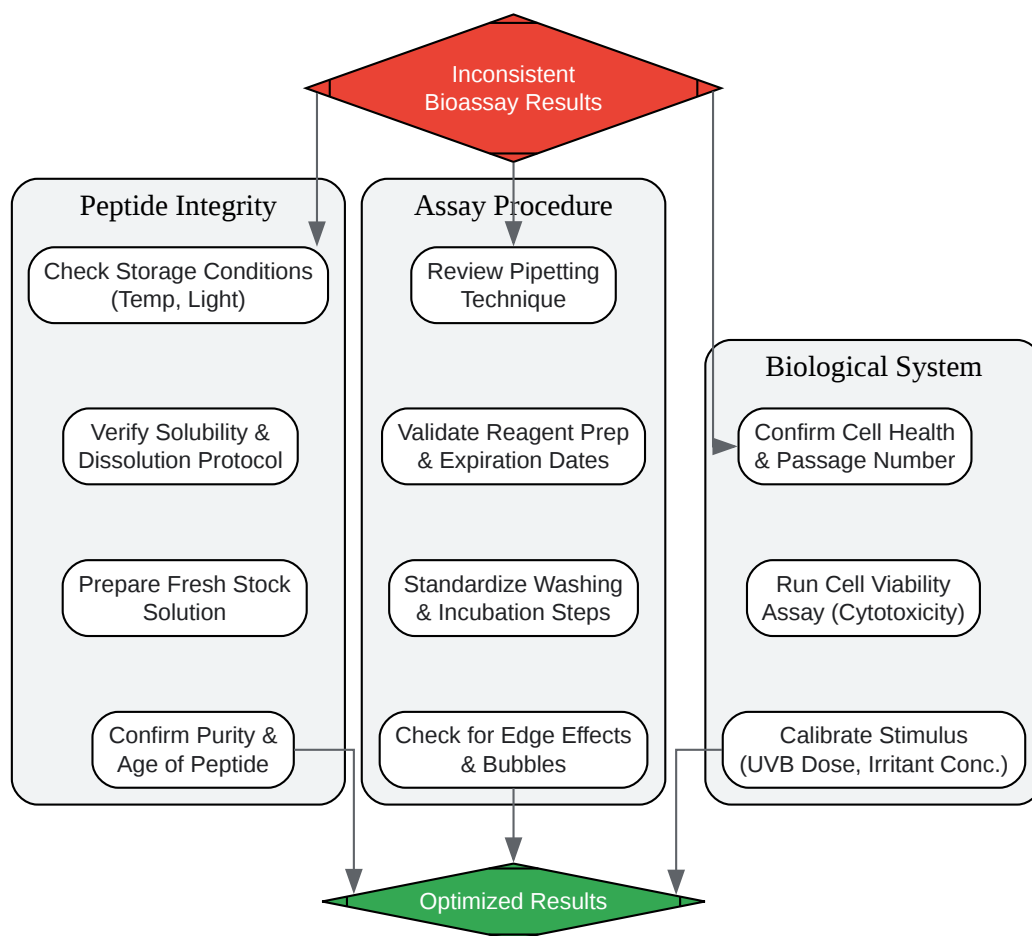 Inconsistent
Bioassay Results
Peptide Integrity
Check Storage Conditions
(Temp, Light)
Verify Solubility &
Dissolution Protocol
Prepare Fresh Stock
Solution
Confirm Purity &
Age of Peptide
Assay Procedure
Review Pipetting
Technique
Validate Reagent Prep
& Expiration Dates
Standardize Washing
& Incubation Steps
Check for Edge Effects
& Bubbles
Biological System
Confirm Cell Health
& Passage Number
Run Cell Viability
Assay (Cytotoxicity)
Calibrate Stimulus
(UVB Dose, Irritant Conc.)
Optimized Results